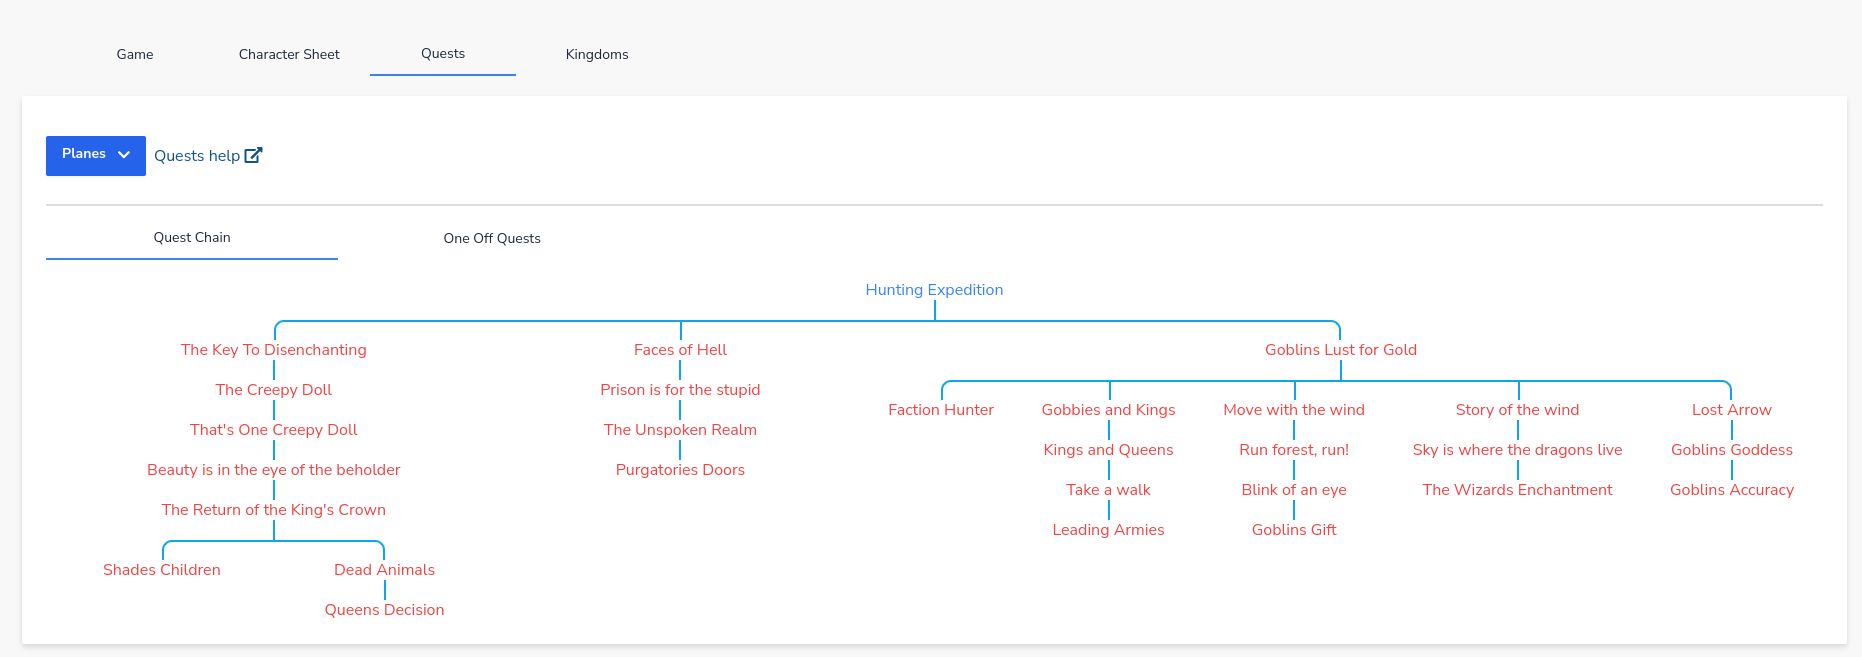 Game
Character Sheet
Quests
Kingdoms
Planes
Quests help
Quest Chain
One Off Quests
Hunting Expedition
The Key To Disenchanting
Faces of Hell
Goblins Lust for Gold
The Creepy Doll
Prison is for the stupid
Faction Hunter
Gobbies and Kings
Move with the wind
Story of the wind
Lost Arrow
That's One Creepy Doll
The Unspoken Realm
Kings and Queens
Run forest, run!
Sky is where the dragons live
Goblins Goddess
Beauty is in the eye of the beholder
Purgatories Doors
Take a walk
Blink of an eye
The Wizards Enchantment
Goblins Accuracy
The Return of the King's Crown
Leading Armies
Goblins Gift
Shades Children
Dead Animals
Queens Decision